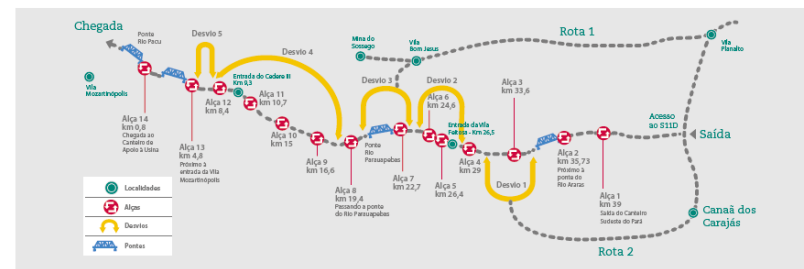 Chegada
Ponte
Rio Pacu
Desvio 5
Desvio 4
Mina do
Sossego
Vila
Bom Jesus
Rota 1
Vila
Planalto
Vila
Mozartinópolis
Entrada do Cedere III
Km 9,3
Desvio 3
Desvio 2
Alça 3
km 33,6
Alça 14
km 0,8
Chegada ao
Canteiro de
Apoio à Usina
Alça 13
km 4,8
Próximo à
entrada da Vila
Mozartinópolis
Alça 12
km 8,4
Alça 11
km 10,7
Alça 10
km 15
Alça 9
km 16,6
Alça 8
km 19,4
Passando a ponte
do Rio Parauapebas
Ponte
Rio
Parauapebas
Alça 7
km 22,7
Alça 6
km 24,6
Entrada da Vila
Feitosa - Km 26,5
Alça 5
km 26,4
Alça 4
km 29
Desvio 1
Alça 2
km 35,73
Próximo à
ponte do
Rio Araras
Alça 1
km 39
Saída do Canteiro
Sudeste do Pará
Acesso
ao S11D
Saída
Canaã dos
Carajás
Rota 2
Localidades
Alças
Desvios
Pontes